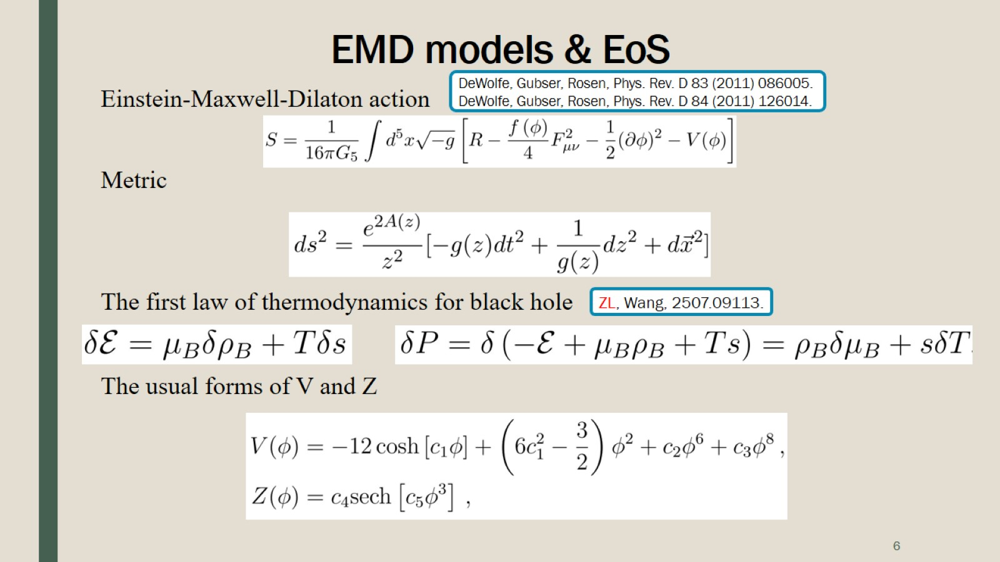 EMD models & EoS
Einstein-Maxwell-Dilaton action
DeWolfe, Gubser, Rosen, Phys. Rev. D 83 (2011) 086005.
DeWolfe, Gubser, Rosen, Phys. Rev. D 84 (2011) 126014.
S = \frac{1}{16\pi G_5} \int d^5x \sqrt{-g} \left[ R - \frac{f(\phi)}{4} F_{\mu\nu}^2 - \frac{1}{2} (\partial\phi)^2 - V(\phi) \right]
Metric
ds^2 = \frac{e^{2A(z)}}{z^2} [-g(z)dt^2 + \frac{1}{g(z)} dz^2 + d\vec{x}^2]
The first law of thermodynamics for black hole
ZL, Wang, 2507.09113.
\delta\mathcal{E} = \mu_B \delta\rho_B + T\delta s
\delta P = \delta (-\mathcal{E} + \mu_B \rho_B + Ts) = \rho_B \delta\mu_B + s\delta T.
The usual forms of V and Z
V(\phi) = -12 \cosh [c_1\phi] + \left( 6c_1^2 - \frac{3}{2} \right) \phi^2 + c_2\phi^6 + c_3\phi^8 ,
Z(\phi) = c_4 \text{sech} [c_5\phi^3] ,
6